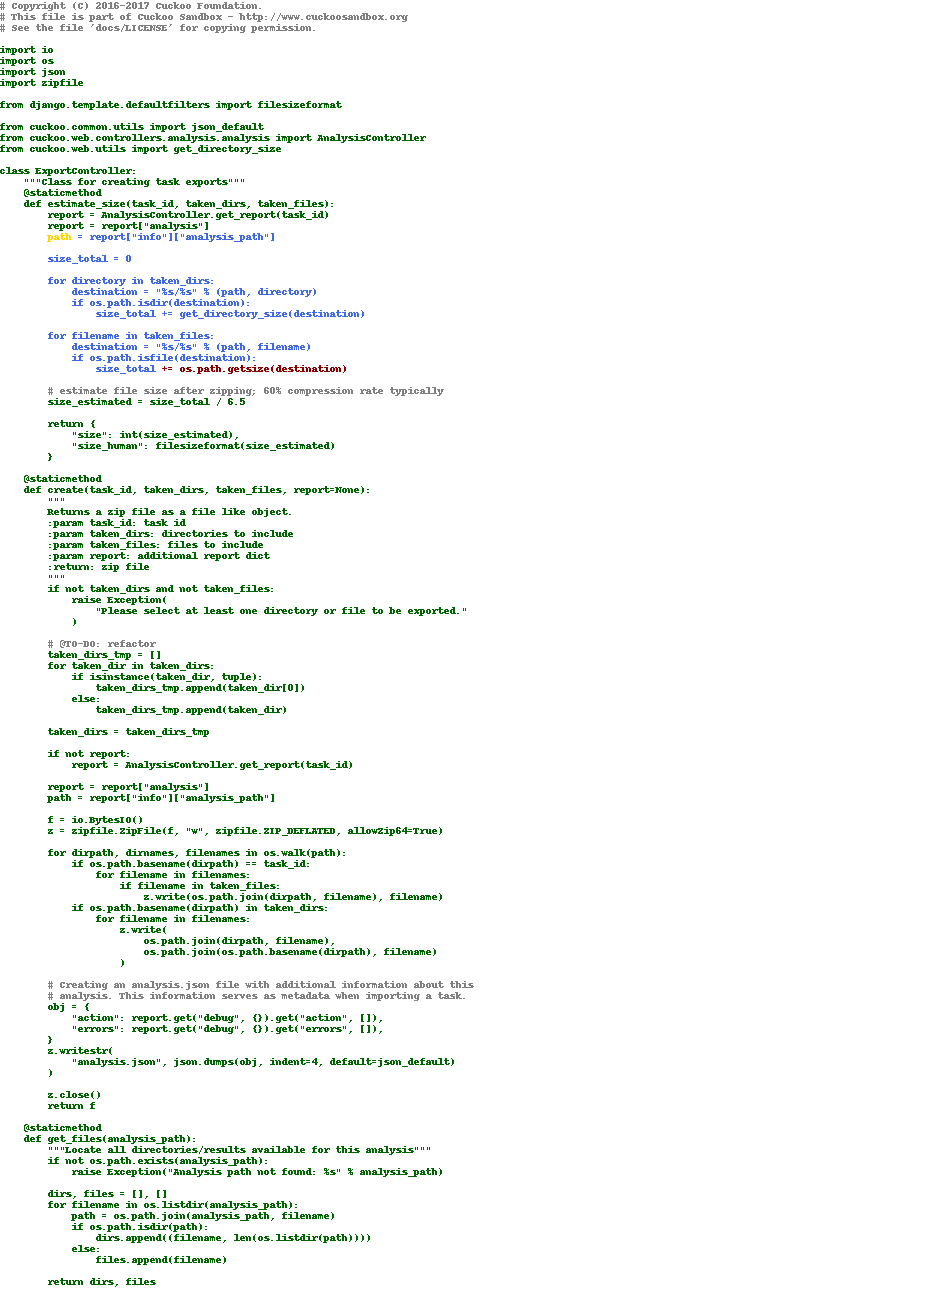 # Copyright (C) 2016-2017 Cuckoo Foundation.
# This file is part of Cuckoo Sandbox - http://www.cuckoosandbox.org
# See the file 'docs/LICENSE' for copying permission.

import io
import os
import json
import zipfile

from django.template.defaultfilters import filesizeformat

from cuckoo.common.utils import json_default
from cuckoo.web.controllers.analysis.analysis import AnalysisController
from cuckoo.web.utils import get_directory_size

class ExportController:
    """Class for creating task exports"""
    @staticmethod
    def estimate_size(task_id, taken_dirs, taken_files):
        report = AnalysisController.get_report(task_id)
        report = report["analysis"]
        path = report["info"]["analysis_path"]

        size_total = 0

        for directory in taken_dirs:
            destination = "%s/%s" % (path, directory)
            if os.path.isdir(destination):
                size_total += get_directory_size(destination)

        for filename in taken_files:
            destination = "%s/%s" % (path, filename)
            if os.path.isfile(destination):
                size_total += os.path.getsize(destination)

        # estimate file size after zipping; 60% compression rate typically
        size_estimated = size_total / 6.5

        return {
            "size": int(size_estimated),
            "size_human": filesizeformat(size_estimated)
        }

    @staticmethod
    def create(task_id, taken_dirs, taken_files, report=None):
        """
        Returns a zip file as a file like object.
        :param task_id: task id
        :param taken_dirs: directories to include
        :param taken_files: files to include
        :param report: additional report dict
        :return: zip file
        """
        if not taken_dirs and not taken_files:
            raise Exception(
                "Please select at least one directory or file to be exported."
            )

        # @TO-DO: refactor
        taken_dirs_tmp = []
        for taken_dir in taken_dirs:
            if isinstance(taken_dir, tuple):
                taken_dirs_tmp.append(taken_dir[0])
            else:
                taken_dirs_tmp.append(taken_dir)

        taken_dirs = taken_dirs_tmp

        if not report:
            report = AnalysisController.get_report(task_id)

        report = report["analysis"]
        path = report["info"]["analysis_path"]

        f = io.BytesIO()
        z = zipfile.ZipFile(f, "w", zipfile.ZIP_DEFLATED, allowZip64=True)

        for dirpath, dirnames, filenames in os.walk(path):
            if os.path.basename(dirpath) == task_id:
                for filename in filenames:
                    if filename in taken_files:
                        z.write(os.path.join(dirpath, filename), filename)
            if os.path.basename(dirpath) in taken_dirs:
                for filename in filenames:
                    z.write(
                        os.path.join(dirpath, filename),
                        os.path.join(os.path.basename(dirpath), filename)
                    )

        # Creating an analysis.json file with additional information about this
        # analysis. This information serves as metadata when importing a task.
        obj = {
            "action": report.get("debug", {}).get("action", []),
            "errors": report.get("debug", {}).get("errors", []),
        }
        z.writestr(
            "analysis.json", json.dumps(obj, indent=4, default=json_default)
        )

        z.close()
        return f

    @staticmethod
    def get_files(analysis_path):
        """Locate all directories/results available for this analysis"""
        if not os.path.exists(analysis_path):
            raise Exception("Analysis path not found: %s" % analysis_path)

        dirs, files = [], []
        for filename in os.listdir(analysis_path):
            path = os.path.join(analysis_path, filename)
            if os.path.isdir(path):
                dirs.append((filename, len(os.listdir(path))))
            else:
                files.append(filename)

        return dirs, files